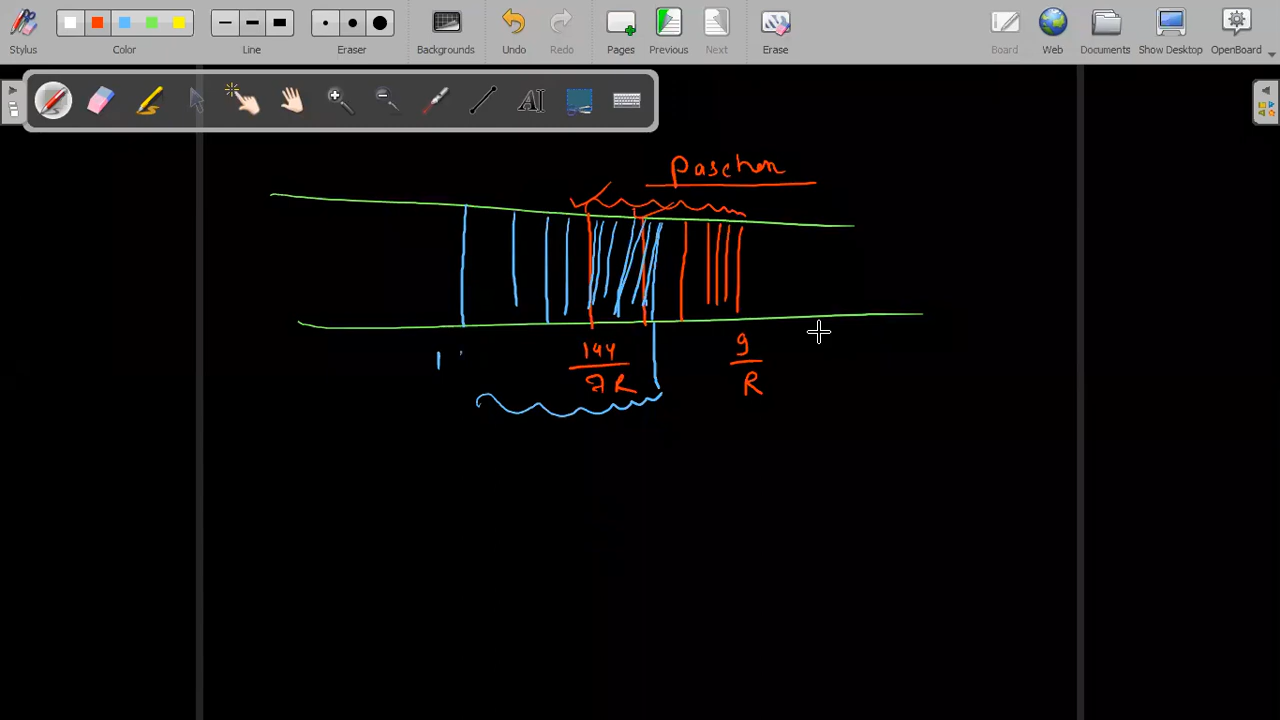 Stylus
Color
Line
Eraser
Backgrounds
Undo
Redo
Pages
Previous
Next
Erase
Board
Web
Documents
Show Desktop
OpenBoard
AI
Paschen
144
7R
9
R